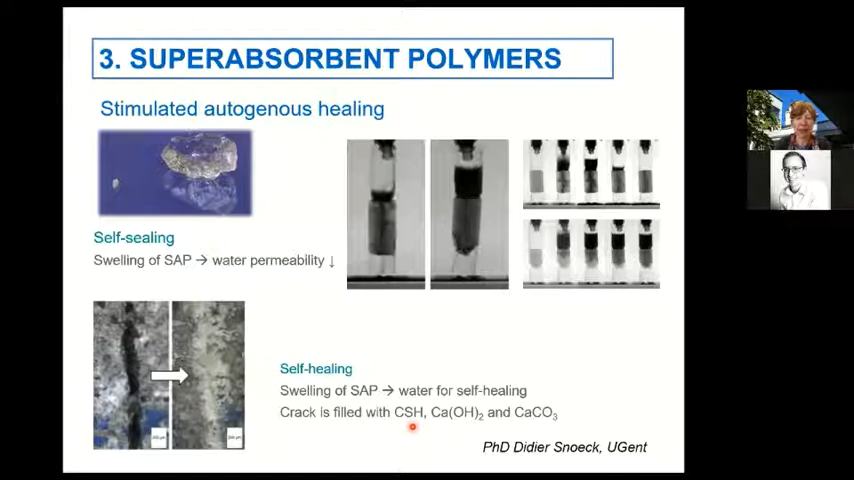 3. SUPERABSORBENT POLYMERS
Stimulated autogenous healing
Self-sealing
Swelling of SAP → water permeability ↓
Self-healing
Swelling of SAP → water for self-healing
Crack is filled with CSH, Ca(OH)₂ and CaCO₃
PhD Didier Snoeck, UGent